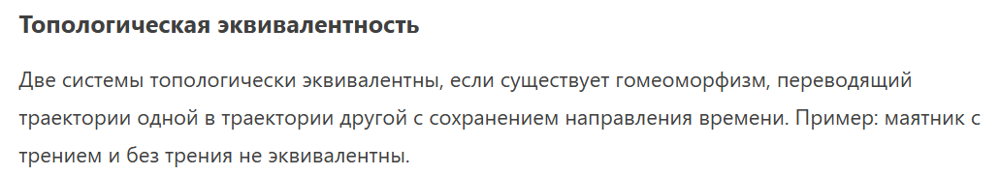 Топологическая эквивалентность
Две системы топологически эквивалентны, если существует гомеоморфизм, переводящий
траектории одной в траектории другой с сохранением направления времени. Пример: маятник с
трением и без трения не эквивалентны.